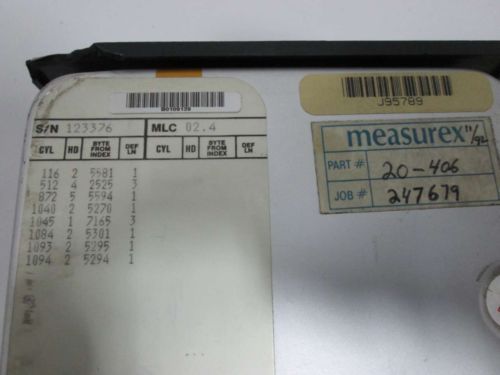 B0109129
S/N 123376 MLC 02.4
CYL HD BYTE FROM INDEX DEF LN CYL HD BYTE FROM INDEX DEF LN
116 2 5581 1
512 4 2525 3
872 5 5594 1
1040 2 5270 1
1045 1 7165 3
1084 2 5301 1
1093 2 5295 1
1094 2 5294 1
J95789
measurex 11/92
PART # 20-406
JOB # 247679